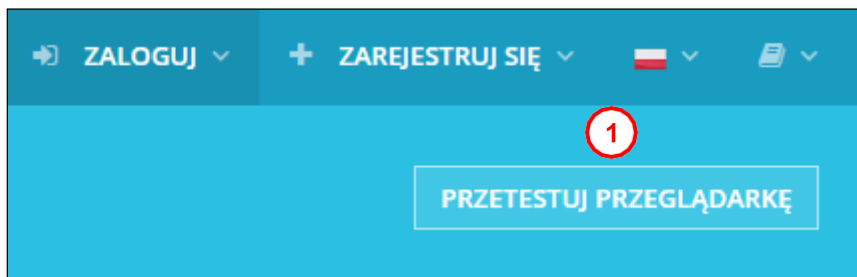 ZALOGUJ ZAREJESTRUJ SIĘ
1
PRZETESTUJ PRZEGLĄDARKĘ